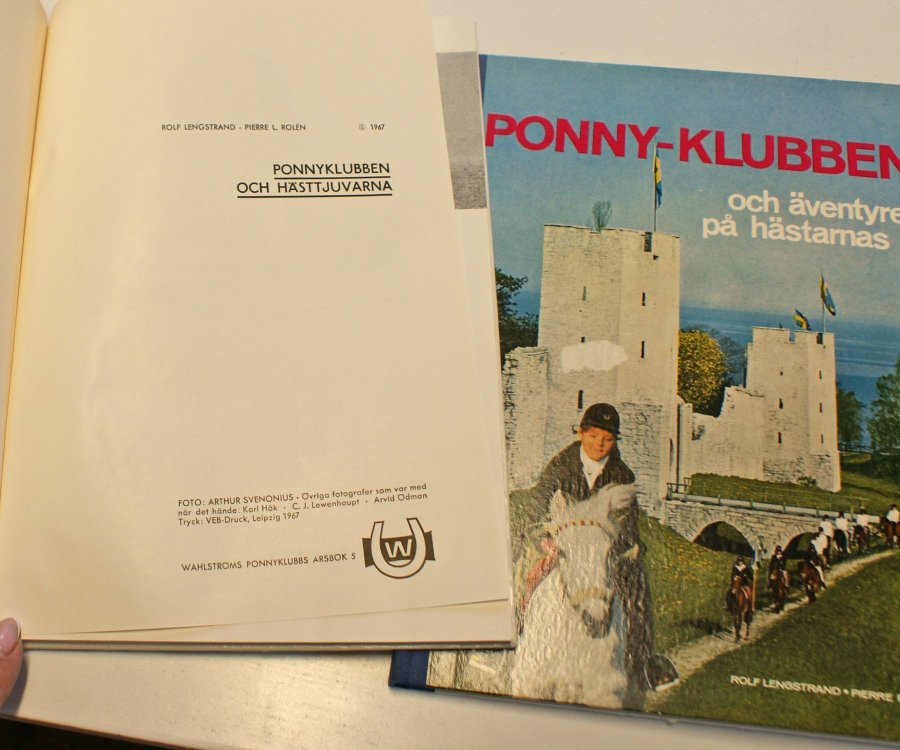 ROLF LENGSTRAND • PIERRE L. ROLÉN © 1967
PONNYKLUBBEN
OCH HÄSTTJUVARNA
FOTO: ARTHUR SVENONIUS • Övriga fotografer som var med
när det hände: Karl Hök • C. J. Lewenhaupt • Arvid Ödman
Tryck: VEB-Druck, Leipzig 1967
WAHLSTRÖMS PONNYKLUBBS ÅRSBOK 5
W
PONNY-KLUBBEN
och äventyre
på hästarnas
ROLF LENGSTRAND • PIERRE